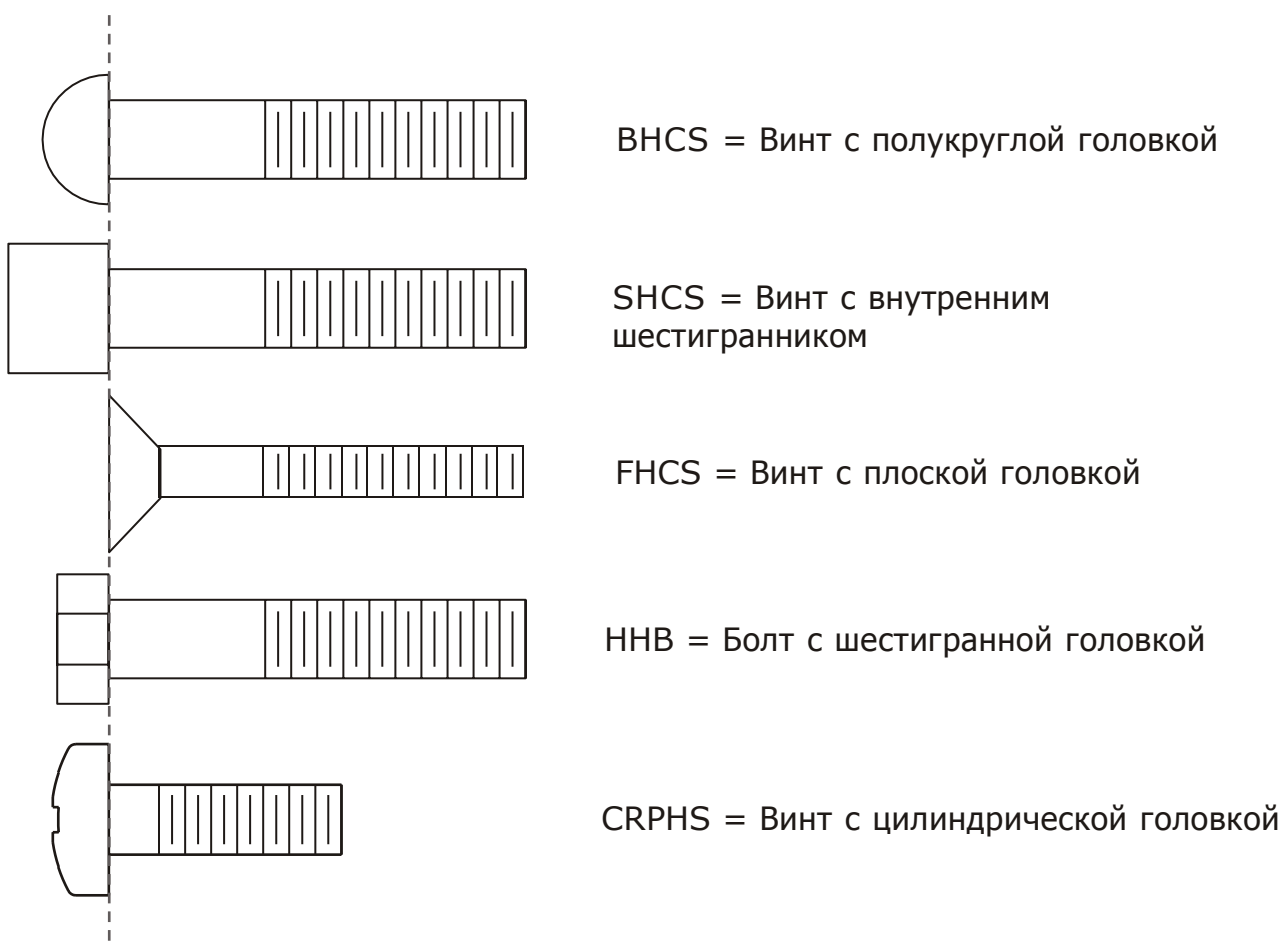 BHCS = Винт с полукруглой головкой
SHCS = Винт с внутренним
шестигранником
FHCS = Винт с плоской головкой
HHB = Болт с шестигранной головкой
CRPHS = Винт с цилиндрической головкой